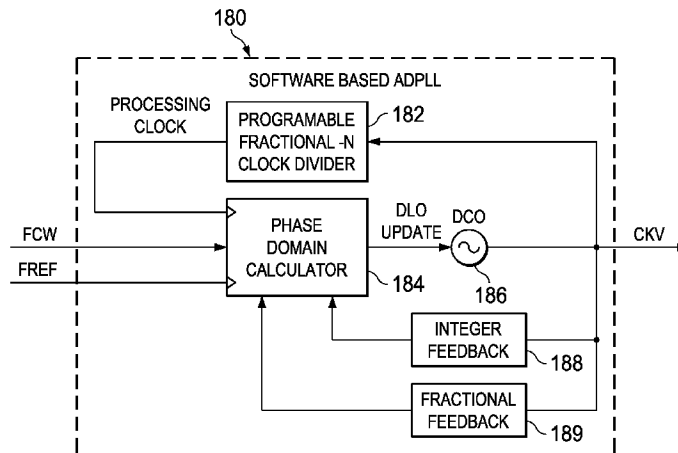 180
SOFTWARE BASED ADPLL
PROCESSING
CLOCK
PROGRAMABLE
FRACTIONAL -N
CLOCK DIVIDER
182
FCW
FREF
PHASE
DOMAIN
CALCULATOR
184
DLO
UPDATE
DCO
186
CKV
INTEGER
FEEDBACK
188
FRACTIONAL
FEEDBACK
189